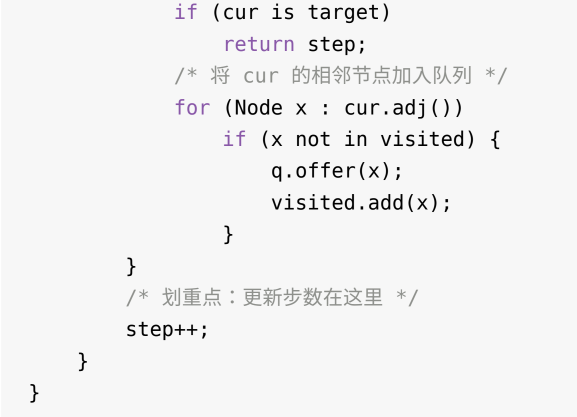 if (cur is target)
return step;
/* 将 cur 的相邻节点加入队列 */
for (Node x : cur.adj())
if (x not in visited) {
q.offer(x);
visited.add(x);
}
}
/* 划重点：更新步数在这里 */
step++;
}
}